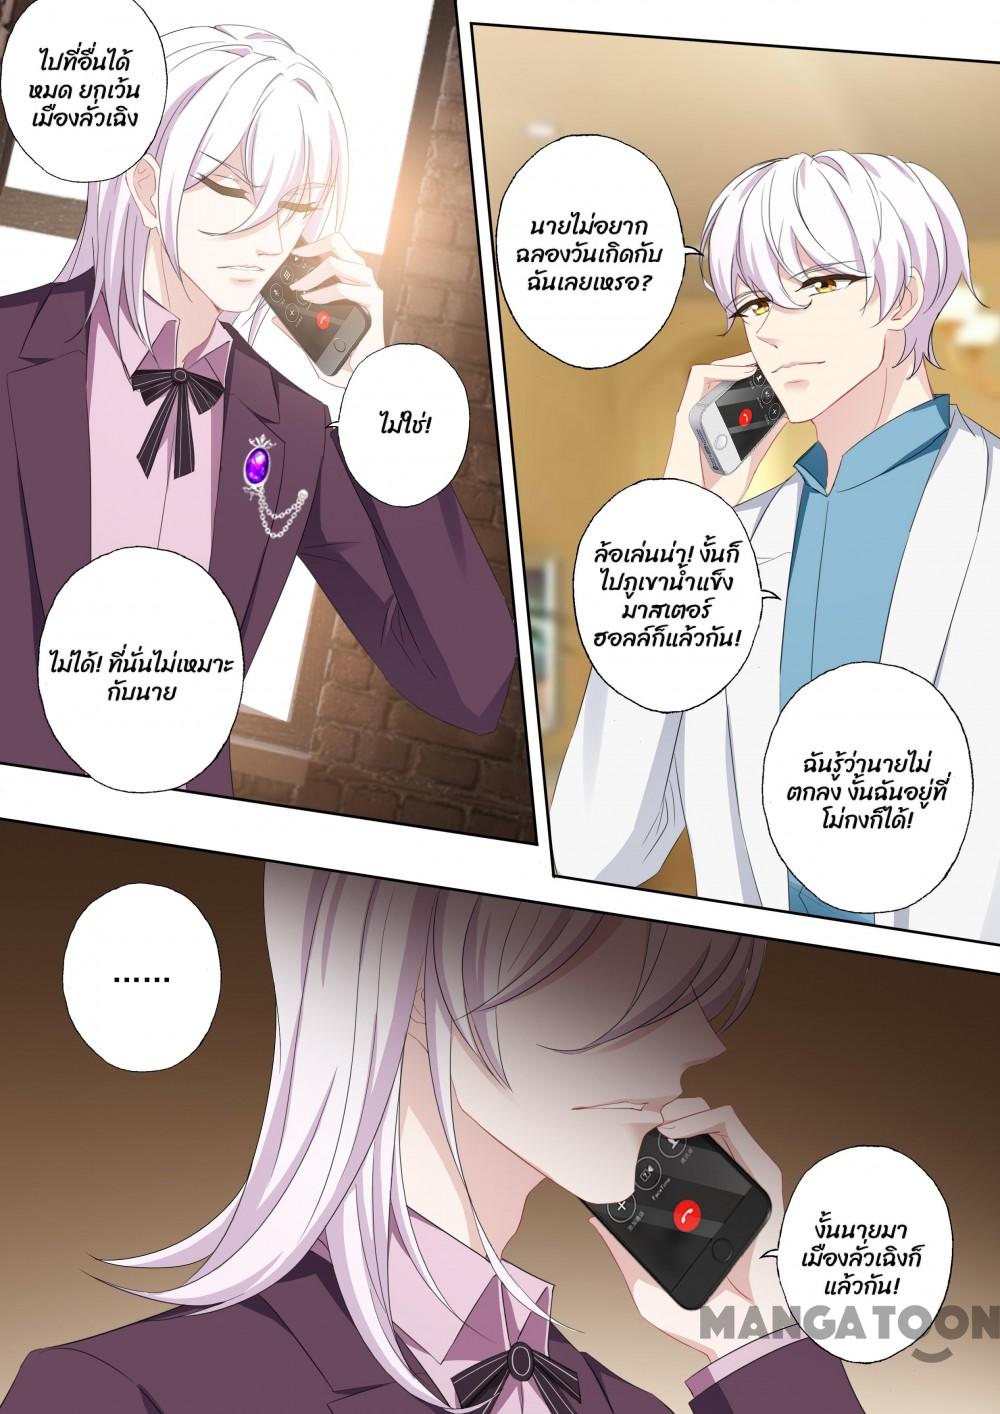 ไปที่อื่นได้
หมด ยกเว้น
เมืองลั่วเฉิง
นายไม่อยาก
ฉลองวันเกิดกับ
ฉันเลยเหรอ?
ไม่ใช่!
ล้อเล่นน่า! งั้นก็
ไปภูเขาน้ำแข็ง
มาสเตอร์
ฮอลล์ก็แล้วกัน!
ไม่ได้! ที่นั่นไม่เหมาะ
กับนาย
ฉันรู้ว่านายไม่
ตกลง งั้นฉันอยู่ที่
โม่กงก็ได้!
......
FaceTime
งั้นนายมา
เมืองลั่วเฉิงก็
แล้วกัน!
MANGATOON